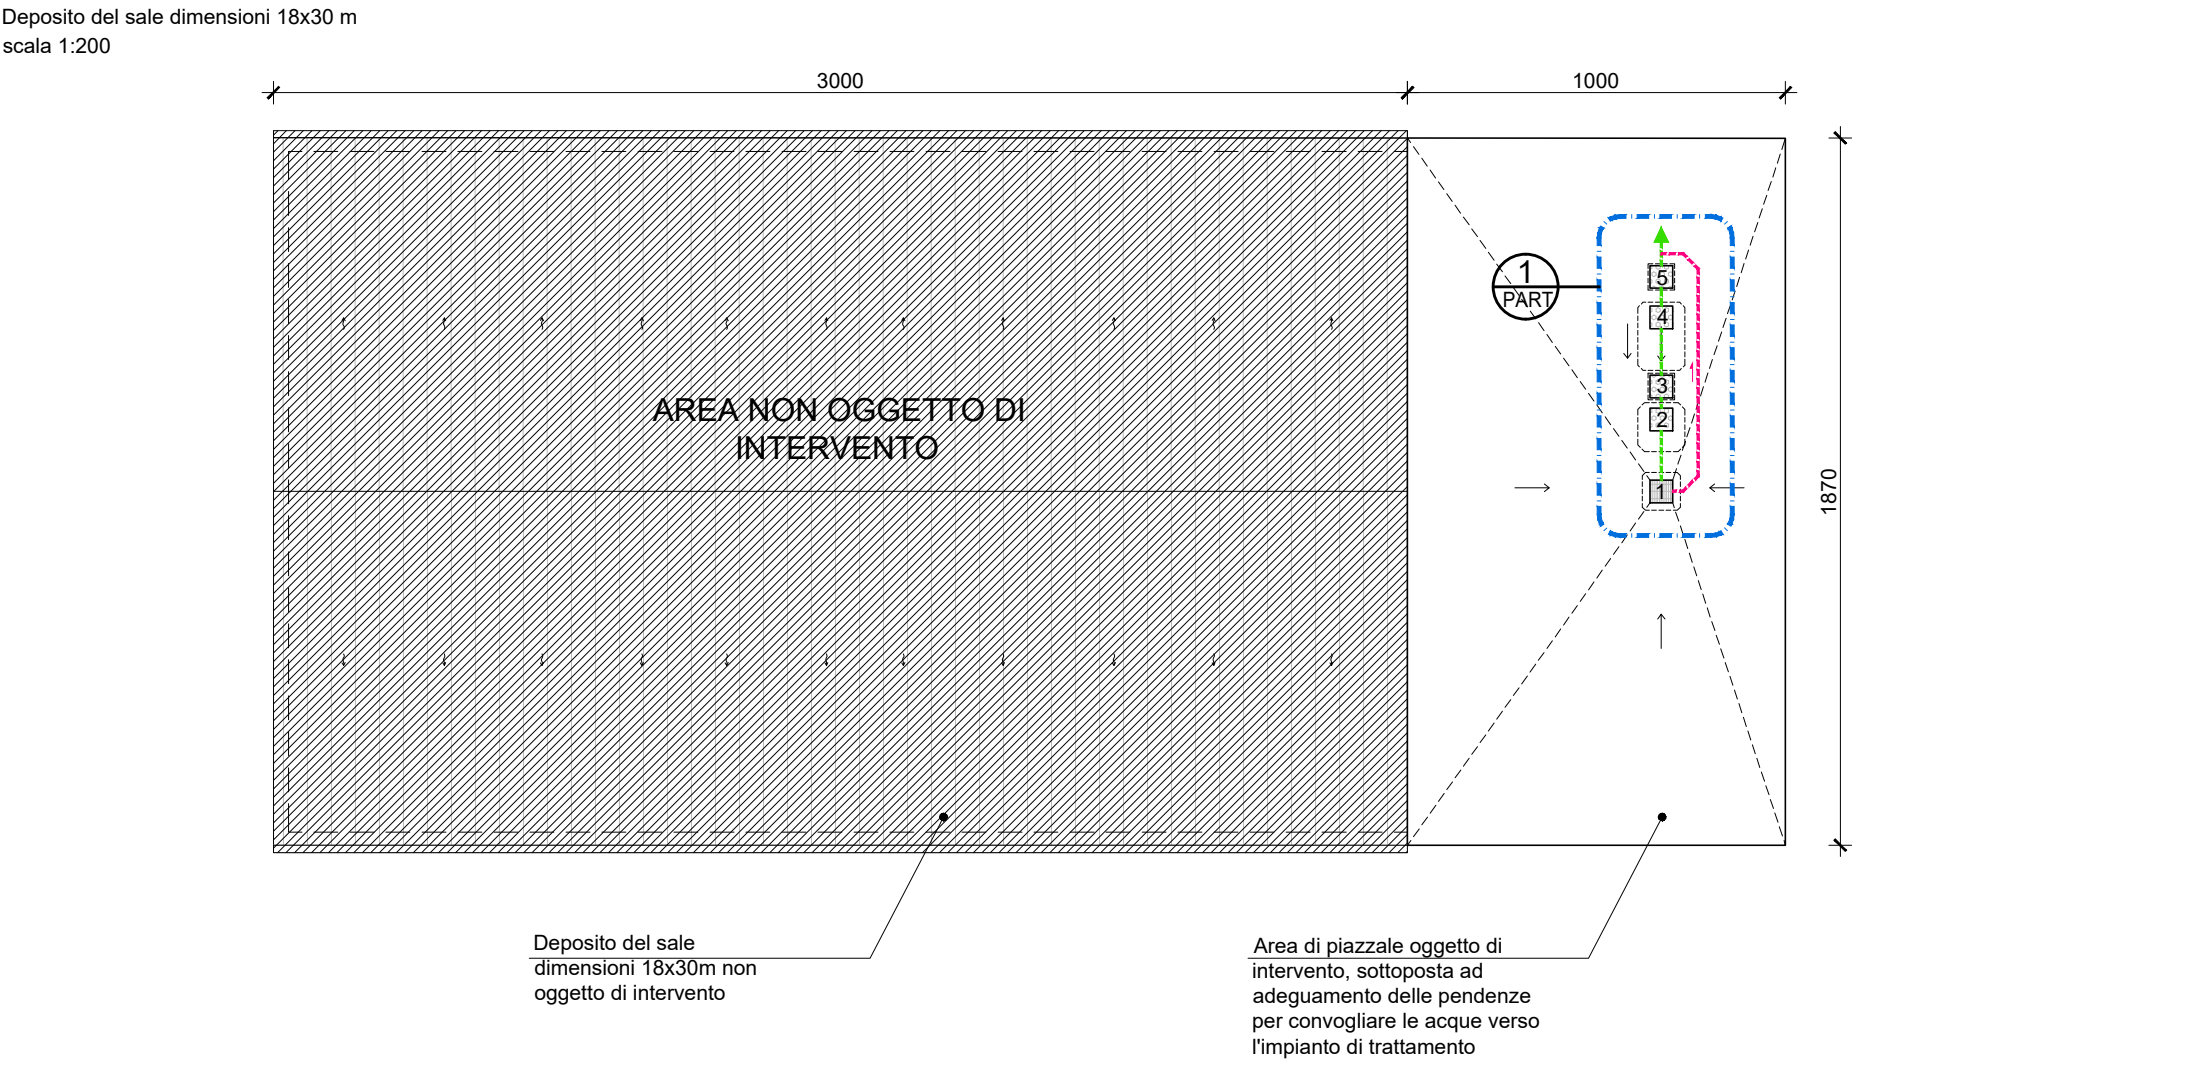 Deposito del sale dimensioni 18x30 m
scala 1:200
3000
1000
1870
AREA NON OGGETTO DI
INTERVENTO
1
PART
5
4
3
2
1
Deposito del sale
dimensioni 18x30m non
oggetto di intervento
Area di piazzale oggetto di
intervento, sottoposta ad
adeguamento delle pendenze
per convogliare le acque verso
l'impianto di trattamento